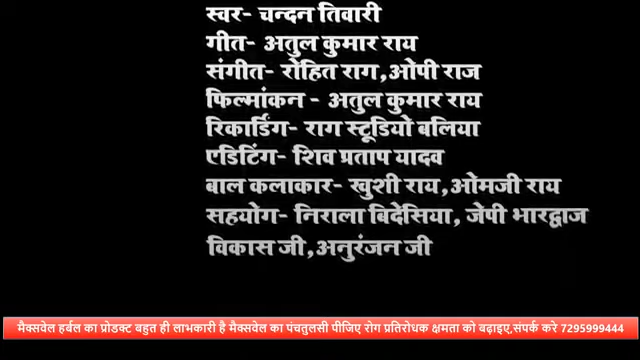 स्वर- चन्दन तिवारी
गीत- अतुल कुमार राय
संगीत- रोहित राग,ओपी राज
फिल्मांकन - अतुल कुमार राय
रिकार्डिंग- राग स्टूडियो बलिया
एडिटिंग- शिव प्रताप यादव
बाल कलाकार- खुशी राय,ओमजी राय
सहयोग- निराला बिदेसिया, जेपी भारद्वाज
विकास जी,अनुरंजन जी
मैक्सवेल हर्बल का प्रोडक्ट बहुत ही लाभकारी है मैक्सवेल का पंचतुलसी पीजिए रोग प्रतिरोधक क्षमता को बढ़ाइए,संपर्क करे 7295999444